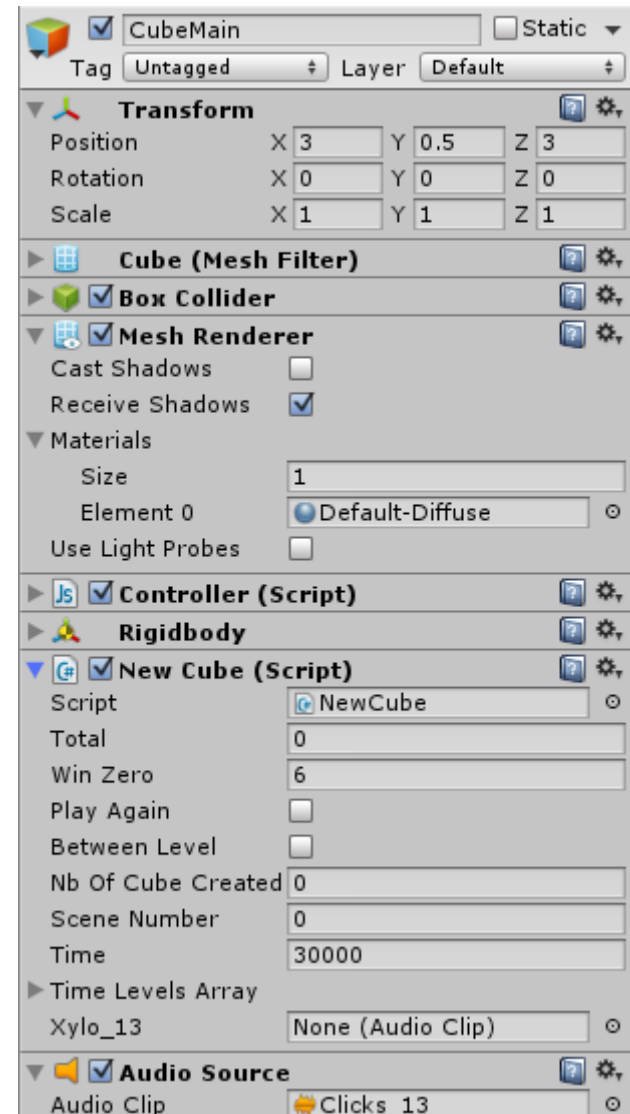 CubeMain Static
Tag Untagged Layer Default
Transform
Position X 3 Y 0.5 Z 3
Rotation X 0 Y 0 Z 0
Scale X 1 Y 1 Z 1
Cube (Mesh Filter)
Box Collider
Mesh Renderer
Cast Shadows
Receive Shadows
Materials
Size 1
Element 0 Default-Diffuse
Use Light Probes
Js Controller (Script)
Rigidbody
C# New Cube (Script)
Script NewCube
Total 0
Win Zero 6
Play Again
Between Level
Nb Of Cube Created 0
Scene Number 0
Time 30000
Time Levels Array
Xylo_13 None (Audio Clip)
Audio Source
Audio Clip Clicks_13